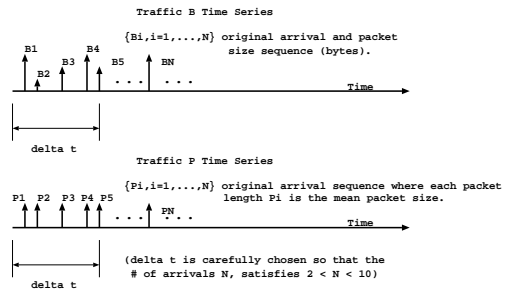 Traffic B Time Series
{Bi,i=1,...,N} original arrival and packet
size sequence (bytes).
B1 B2 B3 B4 B5 ... BN ...
Time
delta t
Traffic P Time Series
{Pi,i=1,...,N} original arrival sequence where each packet
length Pi is the mean packet size.
P1 P2 P3 P4 P5 ... PN ...
Time
delta t
(delta t is carefully chosen so that the
# of arrivals N, satisfies 2 < N < 10)